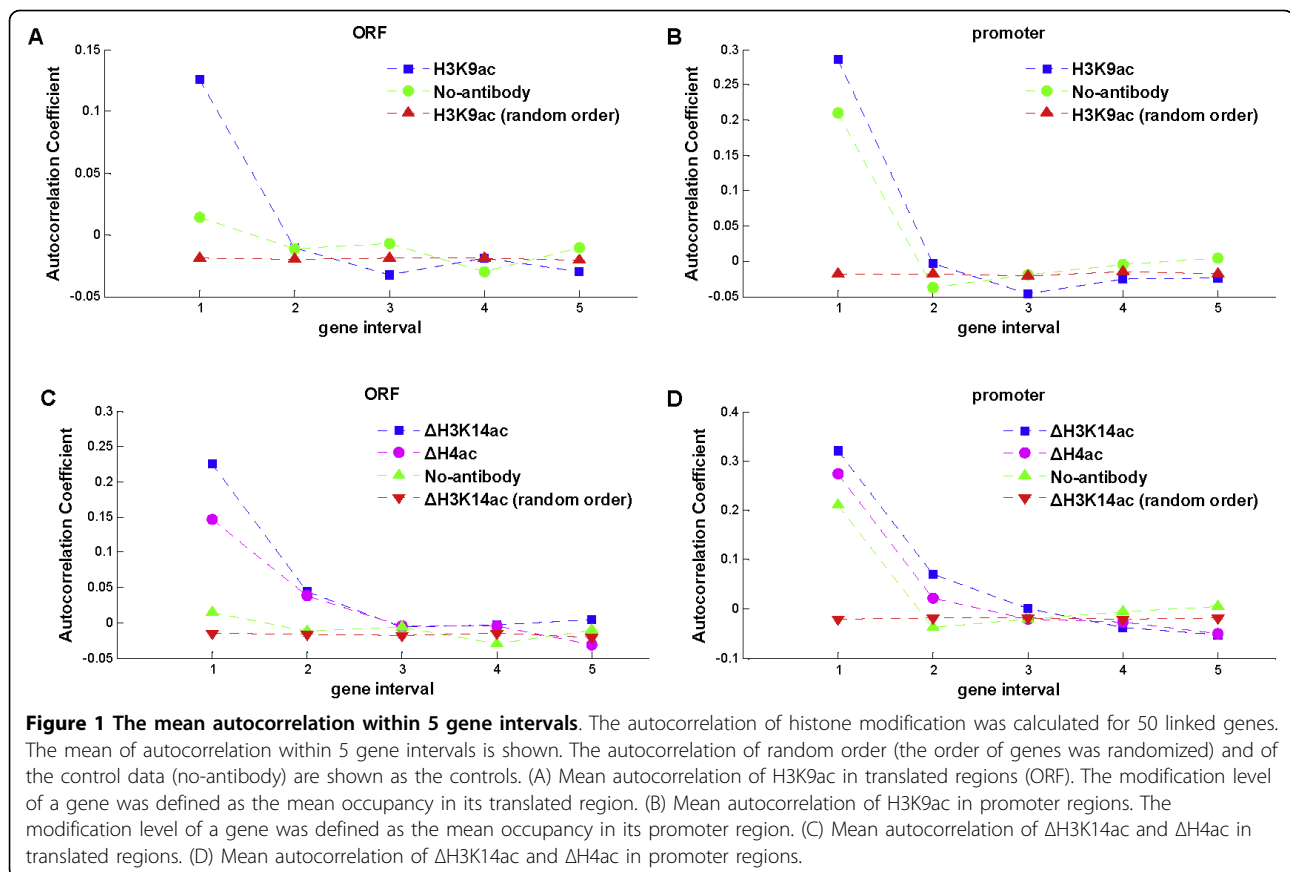 A
ORF
0.15
0.1
0.05
0
-0.05
Autocorrelation Coefficient
H3K9ac
No-antibody
H3K9ac (random order)
1 2 3 4 5
gene interval
B
promoter
0.3
0.25
0.2
0.15
0.1
0.05
0
-0.05
Autocorrelation Coefficient
H3K9ac
No-antibody
H3K9ac (random order)
1 2 3 4 5
gene interval
C
ORF
0.3
0.25
0.2
0.15
0.1
0.05
0
-0.05
Autocorrelation Coefficient
ΔH3K14ac
ΔH4ac
No-antibody
ΔH3K14ac (random order)
1 2 3 4 5
gene interval
D
promoter
0.4
0.3
0.2
0.1
0
-0.1
Autocorrelation Coefficient
ΔH3K14ac
ΔH4ac
No-antibody
ΔH3K14ac (random order)
1 2 3 4 5
gene interval
Figure 1 The mean autocorrelation within 5 gene intervals. The autocorrelation of histone modification was calculated for 50 linked genes.
The mean of autocorrelation within 5 gene intervals is shown. The autocorrelation of random order (the order of genes was randomized) and of
the control data (no-antibody) are shown as the controls. (A) Mean autocorrelation of H3K9ac in translated regions (ORF). The modification level
of a gene was defined as the mean occupancy in its translated region. (B) Mean autocorrelation of H3K9ac in promoter regions. The
modification level of a gene was defined as the mean occupancy in its promoter region. (C) Mean autocorrelation of ΔH3K14ac and ΔH4ac in
translated regions. (D) Mean autocorrelation of ΔH3K14ac and ΔH4ac in promoter regions.